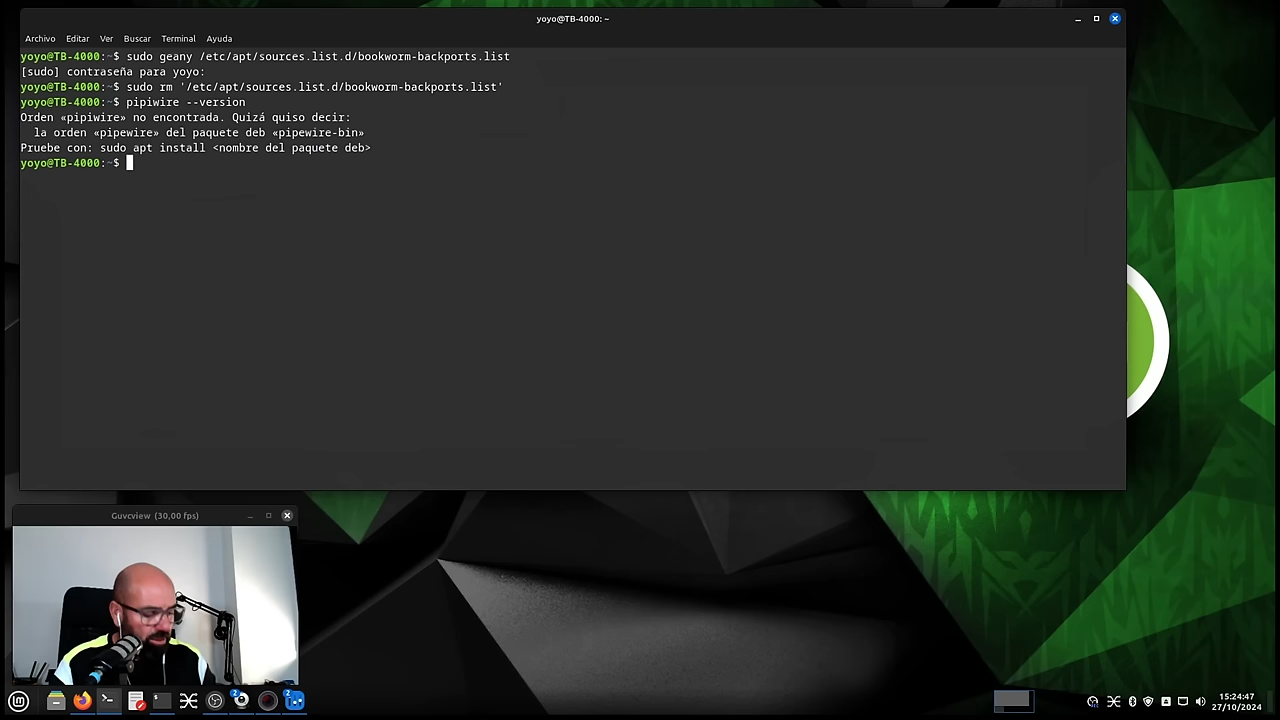 yoyo@TB-4000: ~
Archivo Editar Ver Buscar Terminal Ayuda
yoyo@TB-4000:~$ sudo geany /etc/apt/sources.list.d/bookworm-backports.list
[sudo] contraseña para yoyo:
yoyo@TB-4000:~$ sudo rm '/etc/apt/sources.list.d/bookworm-backports.list'
yoyo@TB-4000:~$ pipiwire --version
Orden «pipiwire» no encontrada. Quizá quiso decir:
la orden «pipewire» del paquete deb «pipewire-bin»
Pruebe con: sudo apt install <nombre del paquete deb>
yoyo@TB-4000:~$
Guvcview (30,00 fps)
2
2
15:24:47
27/10/2024